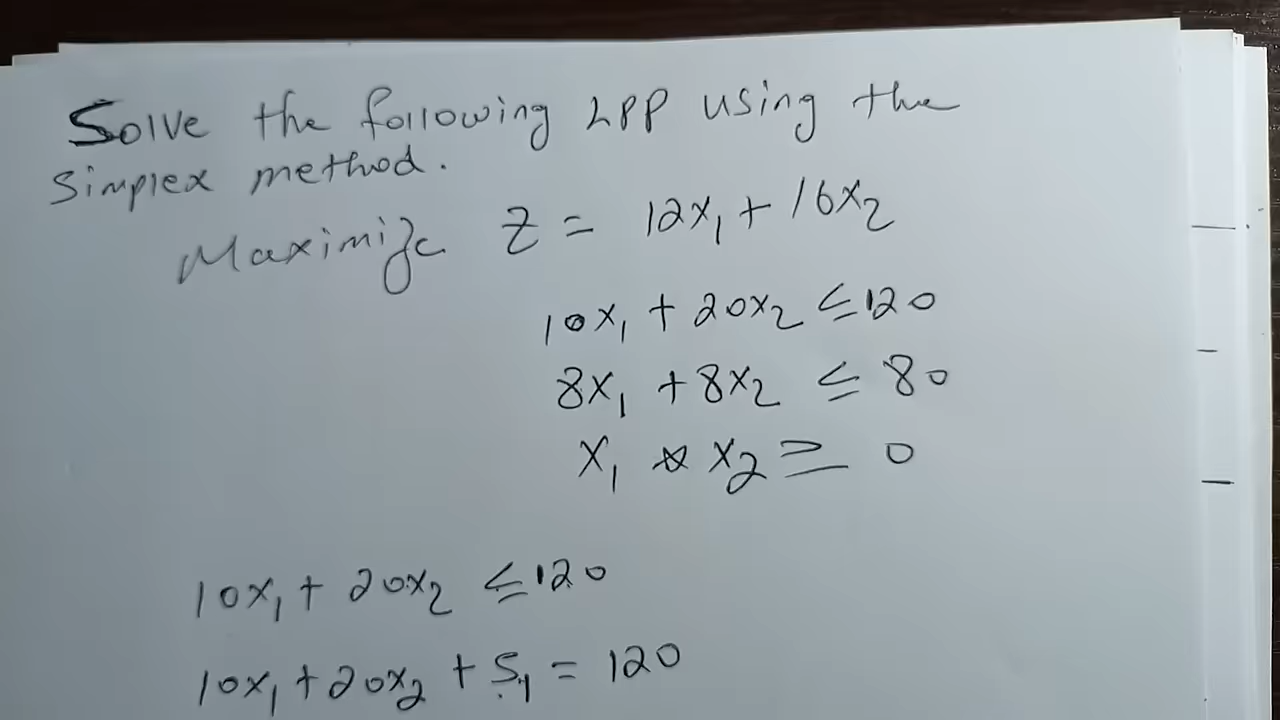 Solve the following LPP using the
simplex method.
Maximize Z = 12x₁ + 16x₂
10x₁ + 20x₂ ≤ 120
8x₁ + 8x₂ ≤ 80
x₁ & x₂ ≥ 0
10x₁ + 20x₂ ≤ 120
10x₁ + 20x₂ + S₁ = 120